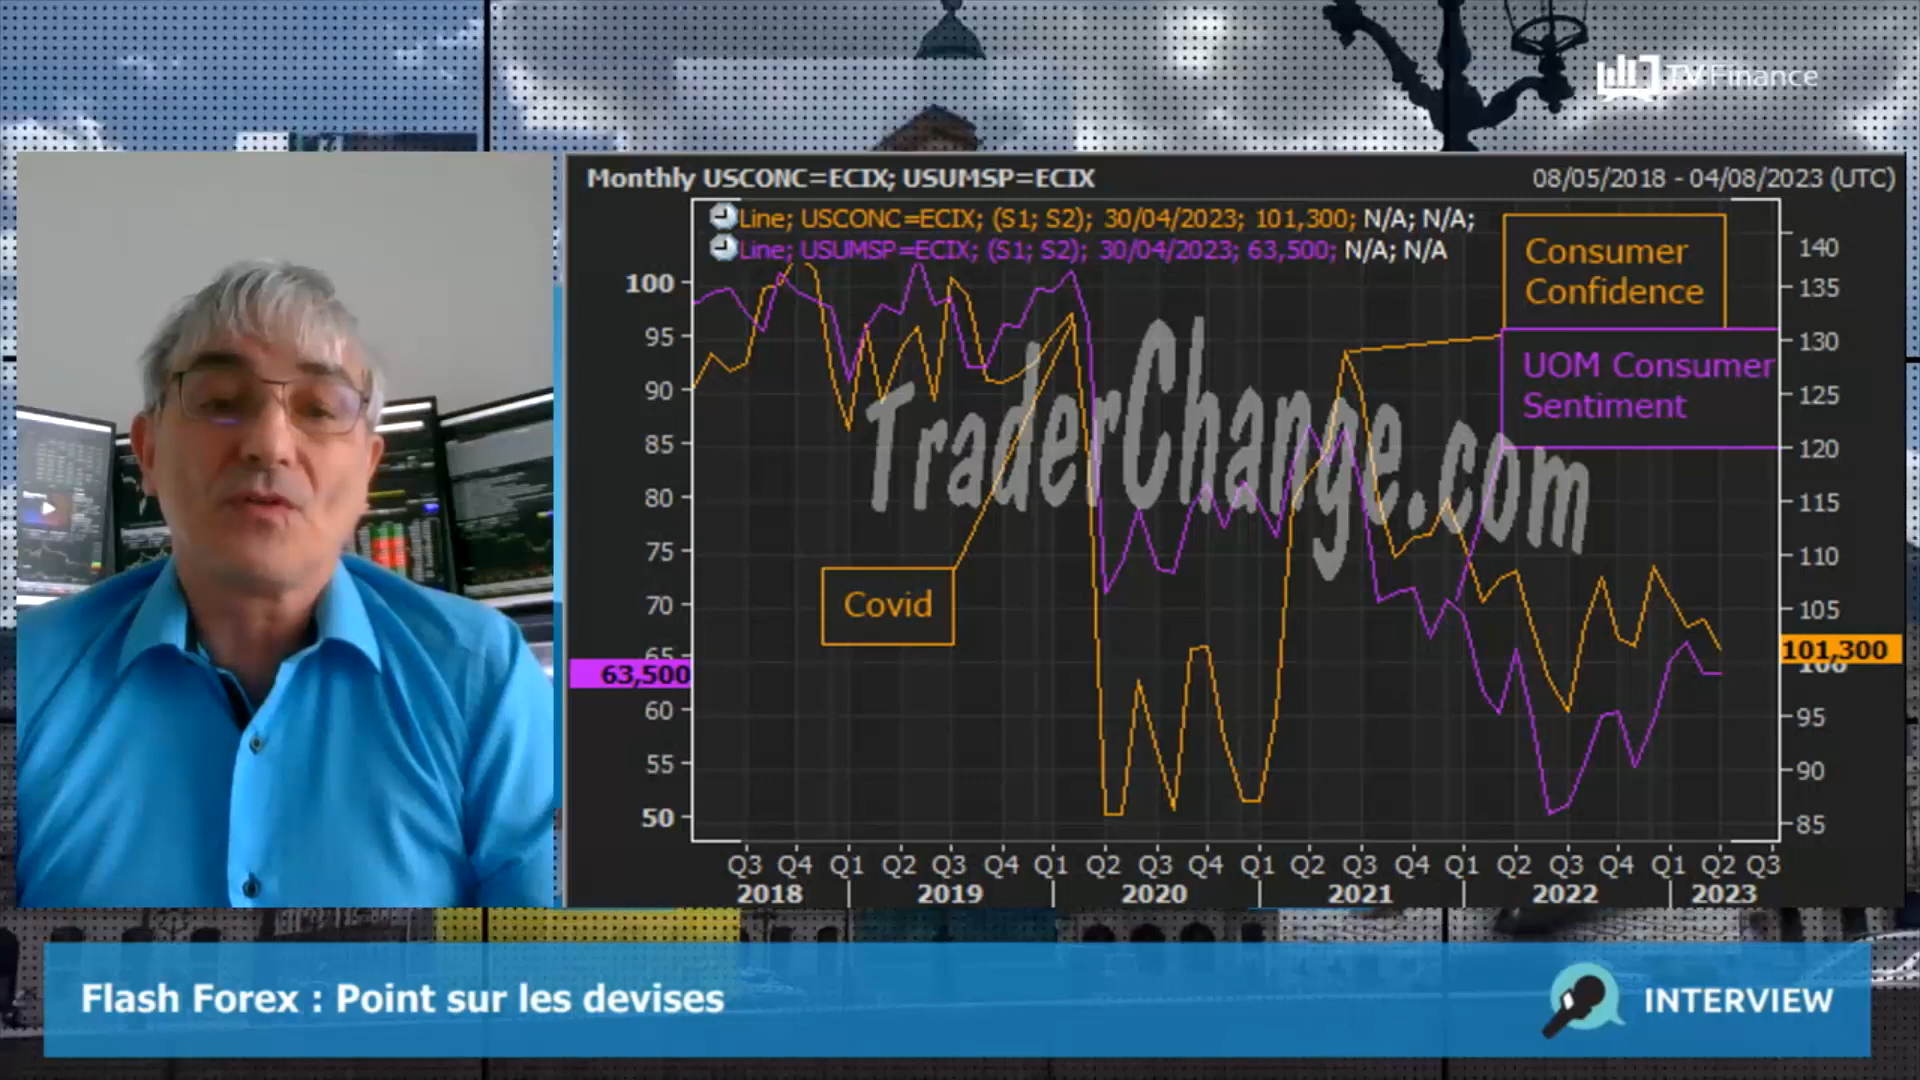 TVFinance
Monthly USCONC=ECIX; USUMSP=ECIX
08/05/2018 - 04/08/2023 (UTC)
Line; USCONC=ECIX; (S1; S2); 30/04/2023; 101,300; N/A; N/A;
Line; USUMSP=ECIX; (S1; S2); 30/04/2023; 63,500; N/A; N/A
Consumer
Confidence
UOM Consumer
Sentiment
TraderChange.com
Covid
100
95
90
85
80
75
70
65
63,500
60
55
50
140
135
130
125
120
115
110
105
101,300
100
95
90
85
Q3 Q4 Q1 Q2 Q3 Q4 Q1 Q2 Q3 Q4 Q1 Q2 Q3 Q4 Q1 Q2 Q3 Q4 Q1 Q2 Q3
2018 2019 2020 2021 2022 2023
Flash Forex : Point sur les devises
INTERVIEW